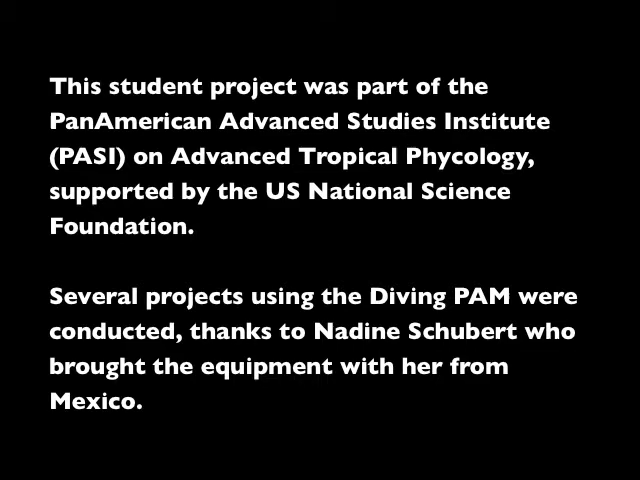 This student project was part of the
PanAmerican Advanced Studies Institute
(PASI) on Advanced Tropical Phycology,
supported by the US National Science
Foundation.
Several projects using the Diving PAM were
conducted, thanks to Nadine Schubert who
brought the equipment with her from
Mexico.